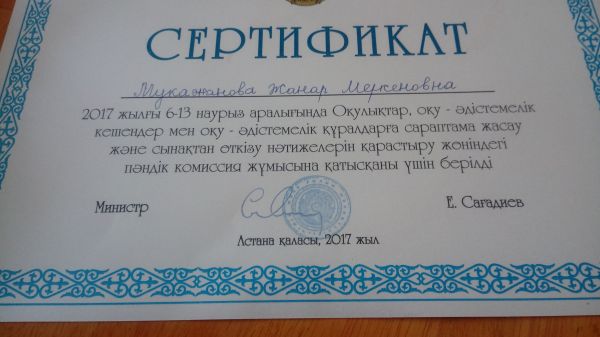 СЕРТИФИКАТ
Мукажанова Жанар Меркеновна
2017 жылғы 6-13 наурыз аралығында Оқулықтар, оқу - әдістемелік
кешендер мен оқу - әдістемелік құралдарға сараптама жасау
және сынақтан өткізу нәтижелерін қарастыру жөніндегі
пәндік комиссия жұмысына қатысқаны үшін берілді
Министр Е. Сағадиев
Астана қаласы, 2017 жыл